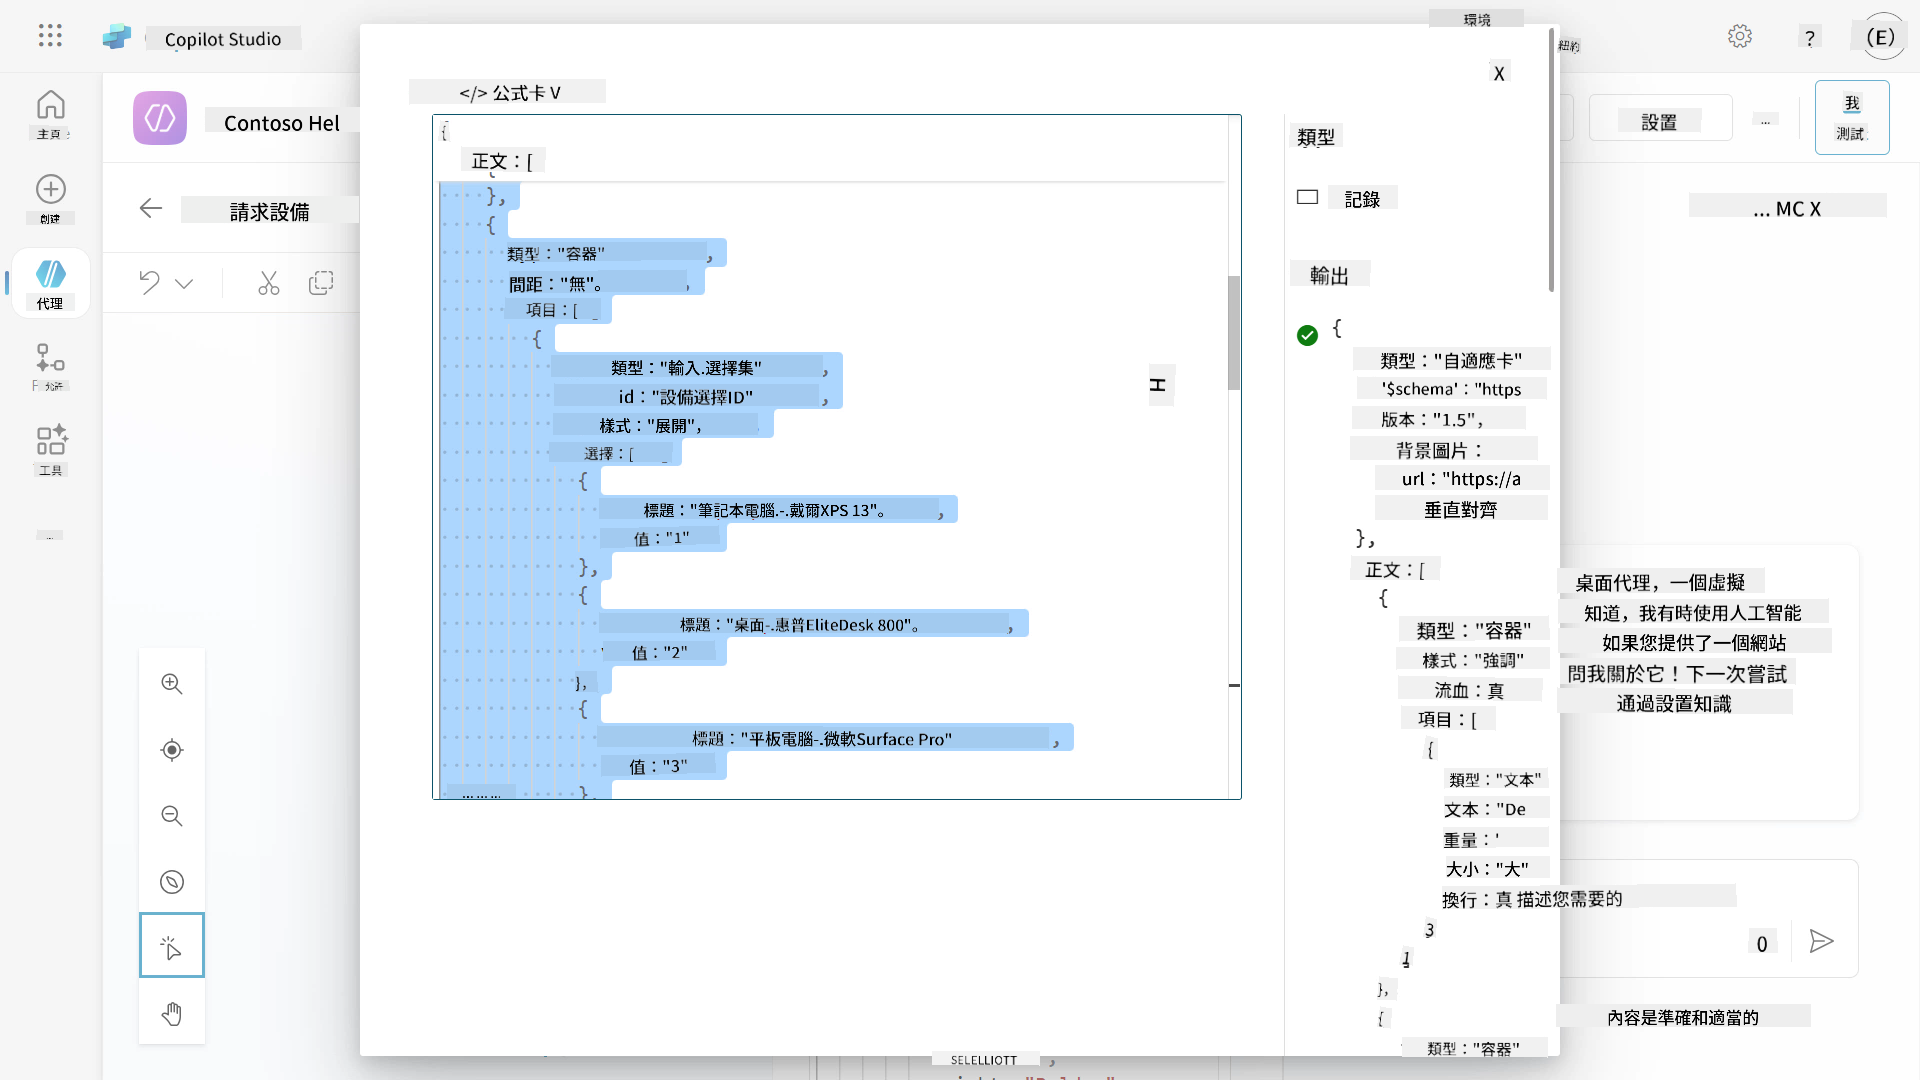 環境
Copilot Studio
紐約
?
(E)
X
</> 公式卡 V
主頁
Contoso Hel
設置
...
我
測試
{
正文：[
},
{
類型："容器" ,
間距："無"。 ,
項目：[
{
類型："輸入.選擇集" ,
id："設備選擇ID" ,
樣式："展開",
選擇：[
{
標題："筆記本電腦.-.戴爾XPS 13"。 ,
值："1"
},
{
標題："桌面-.惠普EliteDesk 800"。 ,
值："2"
},
{
標題："平板電腦-.微軟Surface Pro" ,
值："3"
}
創建
請求設備
代理
允許
工具
類型
記錄
輸出
{
類型："自適應卡"
'$schema'："https
版本："1.5",
背景圖片：
url："https://a
垂直對齊
},
正文：[
{
類型："容器"
樣式："強調"
流血：真
項目：[
{
類型："文本"
文本："De
重量：'
大小："大"
換行：真 描述您需要的
3
1
},
{
類型："容器"
... MC X
桌面代理，一個虛擬
知道，我有時使用人工智能
如果您提供了一個網站
問我關於它！下一次嘗試
通過設置知識
0
內容是準確和適當的
SELELLIOTT